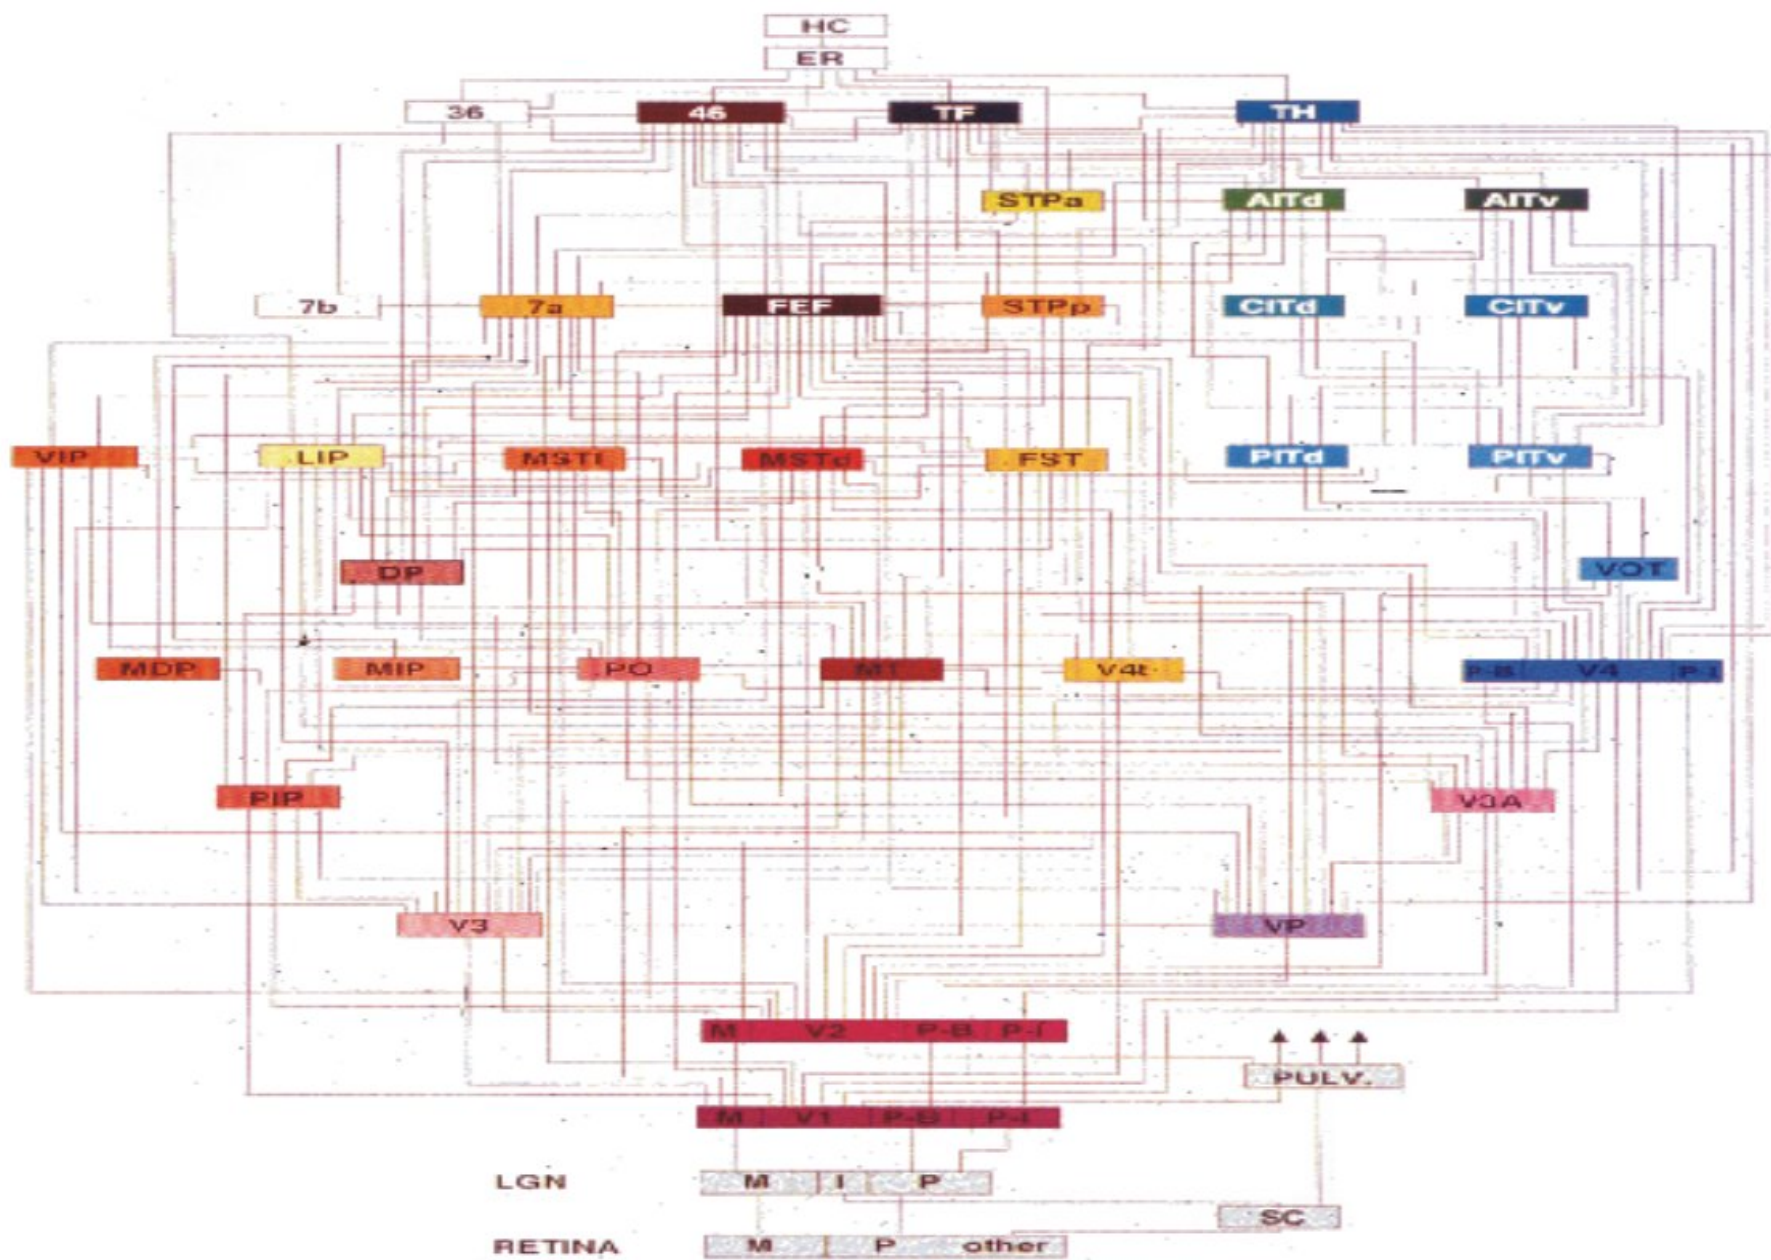 HC
ER
36 46 TF TH
STPa AITd AITv
7b 7a FEF STPp CITd CITv
VIP LIP MSTl MSTd FST PITd PITv
DP VOT
MDP MIP PO MT V4t P-B V4 P-I
PIP V3A
V3 VP
M V2 P-B P-I
PULV.
M V1 P-B P-I
LGN M I P
SC
RETINA M P other